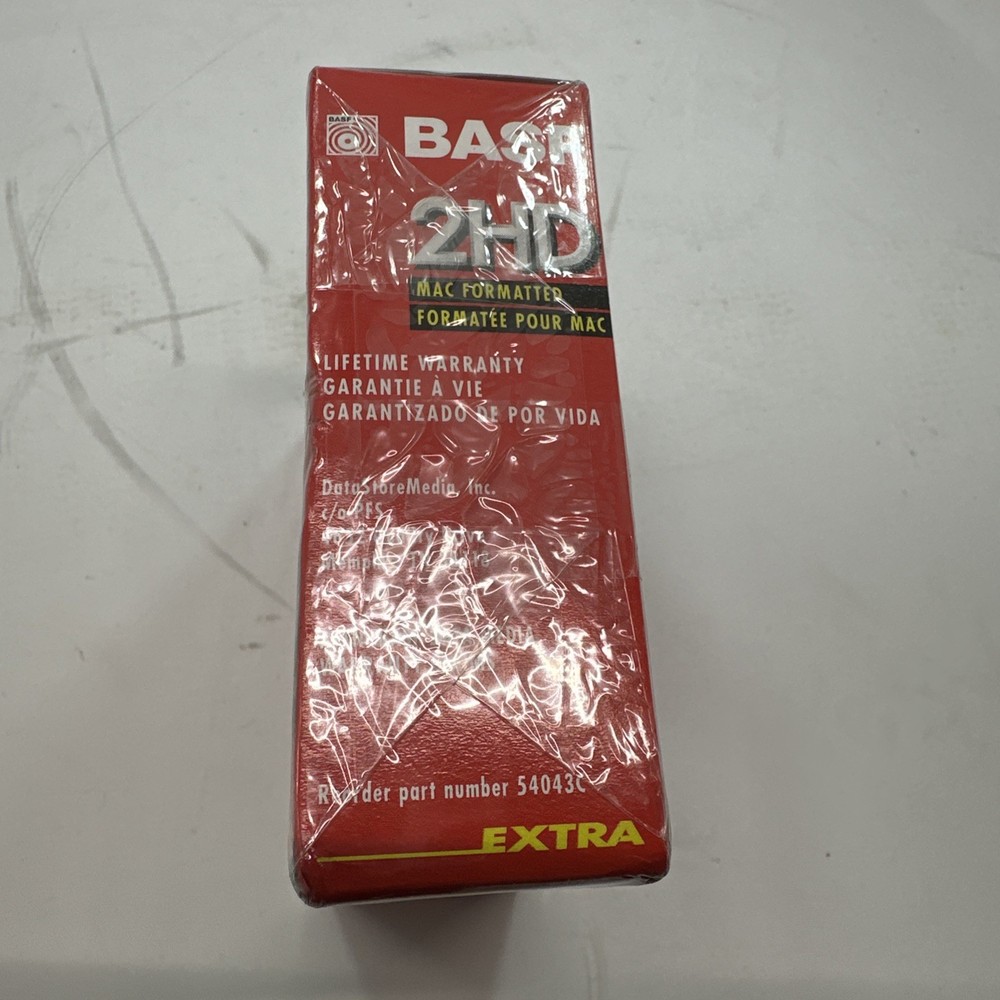 BASF
BASF
2HD
MAC FORMATTED
FORMATÉE POUR MAC
LIFETIME WARRANTY
GARANTIE À VIE
GARANTIZADO DE POR VIDA
DataStoreMedia, Inc.
c/o PFS
Reorder part number 54043C
EXTRA